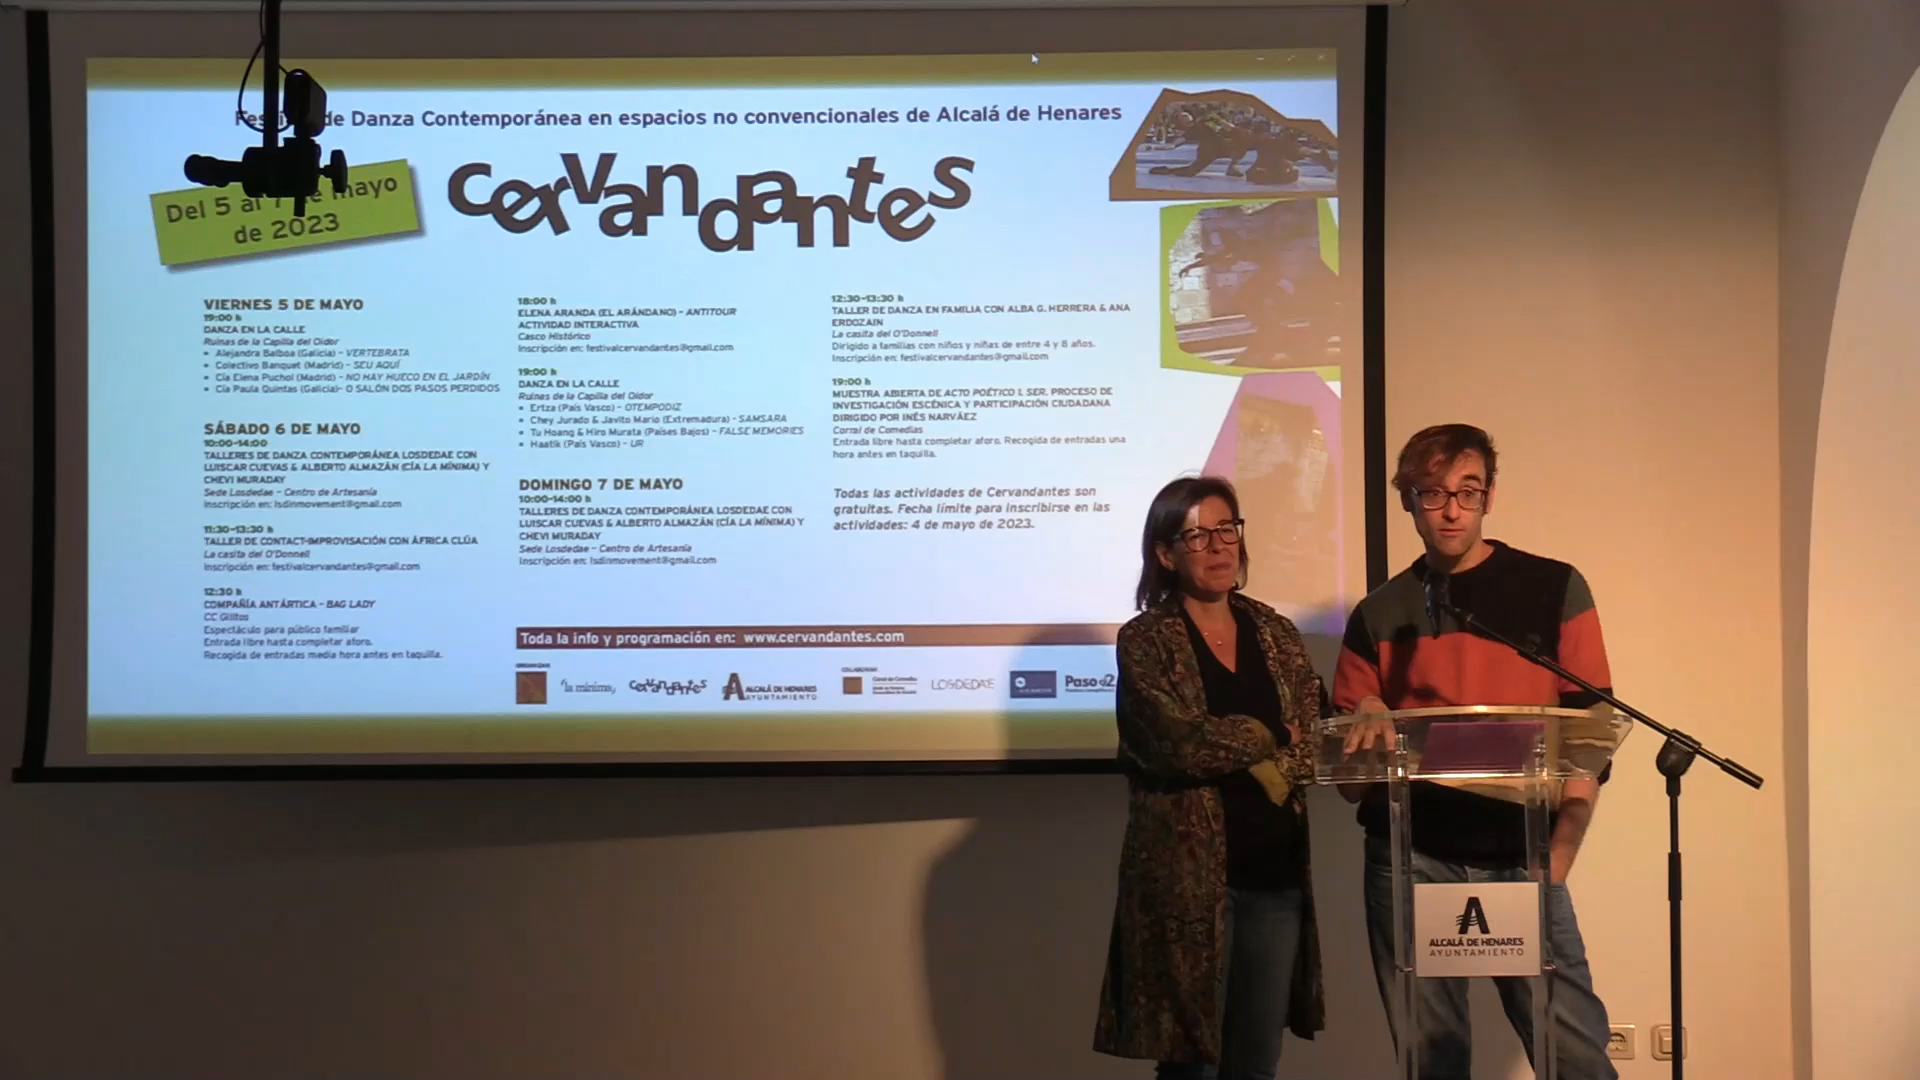 de Danza Contemporánea en espacios no convencionales de Alcalá de Henares
Del 5 al 7 de mayo
de 2023
cervandantes
VIERNES 5 DE MAYO
19:00 h
DANZA EN LA CALLE
Ruinas de la Capilla del Oidor
• Alejandra Balboa (Galicia) - VERTEBRATA
• Colectivo Banquet (Madrid) - SEU AQUÍ
• Cía Elena Puchol (Madrid) - NO HAY HUECO EN EL JARDÍN
• Cía Paula Quintas (Galicia)- O SALÓN DOS PASOS PERDIDOS
SÁBADO 6 DE MAYO
10:00-14:00
TALLERES DE DANZA CONTEMPORÁNEA LOSDEDAE CON
LUISCAR CUEVAS & ALBERTO ALMAZÁN (CÍA LA MÍNIMA) Y
CHEVI MURADAY
Sede Losdedae - Centro de Artesanía
Inscripción en: lsdinmovement@gmail.com
11:30-13:30 h
TALLER DE CONTACT-IMPROVISACIÓN CON ÁFRICA CLÚA
La casita del O'Donnell
Inscripción en: festivalcervandantes@gmail.com
12:30 h
COMPAÑÍA ANTÁRTICA - BAG LADY
CC Gilitos
Espectáculo para público familiar
Entrada libre hasta completar aforo.
Recogida de entradas media hora antes en taquilla.
18:00 h
ELENA ARANDA (EL ARÁNDANO) - ANTITOUR
ACTIVIDAD INTERACTIVA
Casco Histórico
Inscripción en: festivalcervandantes@gmail.com
19:00 h
DANZA EN LA CALLE
Ruinas de la Capilla del Oidor
• Ertza (País Vasco) - OTEMPODIZ
• Chey Jurado & Javito Mario (Extremadura) - SAMSARA
• Tu Hoang & Hiro Murata (Países Bajos) - FALSE MEMORIES
• Haatik (País Vasco) - UR
DOMINGO 7 DE MAYO
10:00-14:00 h
TALLERES DE DANZA CONTEMPORÁNEA LOSDEDAE CON
LUISCAR CUEVAS & ALBERTO ALMAZÁN (CÍA LA MÍNIMA) Y
CHEVI MURADAY
Sede Losdedae - Centro de Artesanía
Inscripción en: lsdinmovement@gmail.com
12:30-13:30 h
TALLER DE DANZA EN FAMILIA CON ALBA G. HERRERA & ANA
ERDOZAIN
La casita del O'Donnell
Dirigido a familias con niños y niñas de entre 4 y 8 años.
Inscripción en: festivalcervandantes@gmail.com
19:00 h
MUESTRA ABIERTA DE ACTO POÉTICO I. SER. PROCESO DE
INVESTIGACIÓN ESCÉNICA Y PARTICIPACIÓN CIUDADANA
DIRIGIDO POR INÉS NARVÁEZ
Corral de Comedias
Entrada libre hasta completar aforo. Recogida de entradas una
hora antes en taquilla.
Todas las actividades de Cervandantes son
gratuitas. Fecha límite para inscribirse en las
actividades: 4 de mayo de 2023.
Toda la info y programación en: www.cervandantes.com
la mínima
cervandantes
ALCALÁ DE HENARES
AYUNTAMIENTO
Corral de Comedias
LOSDEDAE
Paso a2
ALCALÁ DE HENARES
AYUNTAMIENTO